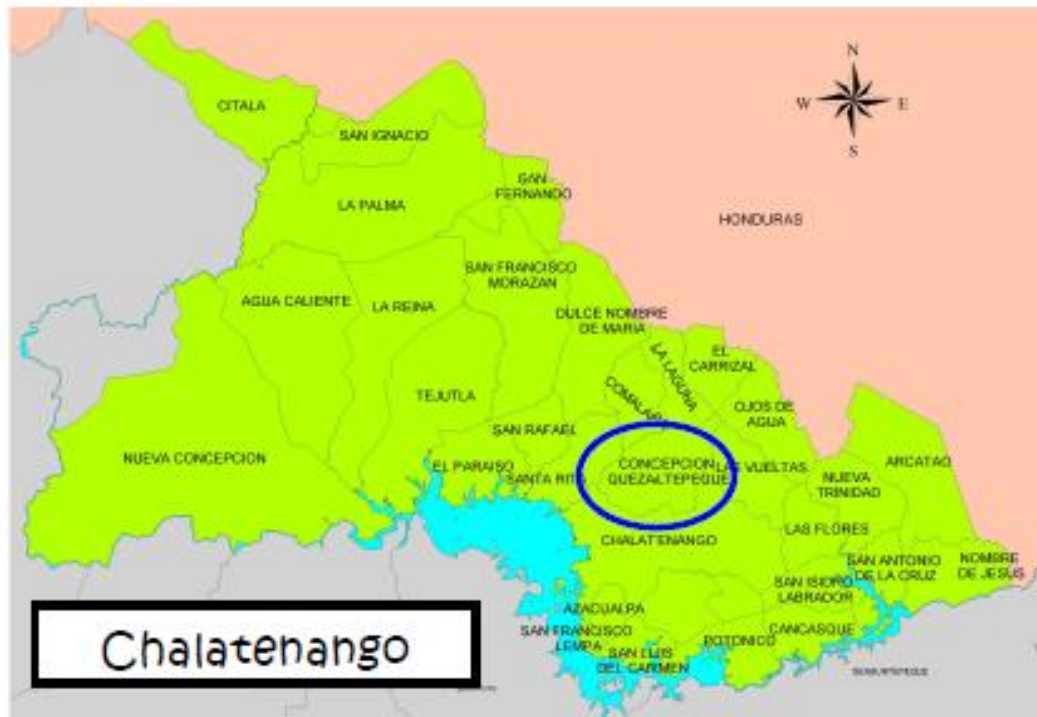 CITALA
SAN IGNACIO
N
W
E
S
SAN
FERNANDO
LA PALMA
HONDURAS
SAN FRANCISCO
MORAZAN
AGUA CALIENTE
LA REINA
DULCE NOMBRE
DE MARIA
LA LAGUNA
EL
CARRIZAL
COMALAPA
OJOS DE
AGUA
TEJUTLA
SAN RAFAEL
NUEVA CONCEPCION
EL PARAISO
SANTA RITA
CONCEPCION
QUEZALTEPEQUE
LAS VUELTAS
ARCATAO
NUEVA
TRINIDAD
CHALATENANGO
LAS FLORES
SAN ANTONIO
DE LA CRUZ
NOMBRE
DE JESUS
SAN ISIDRO
LABRADOR
AZACUALPA
CANCASQUE
SAN FRANCISCO
LEMPA
POTONICO
SAN LUIS
DEL CARMEN
Chalatenango